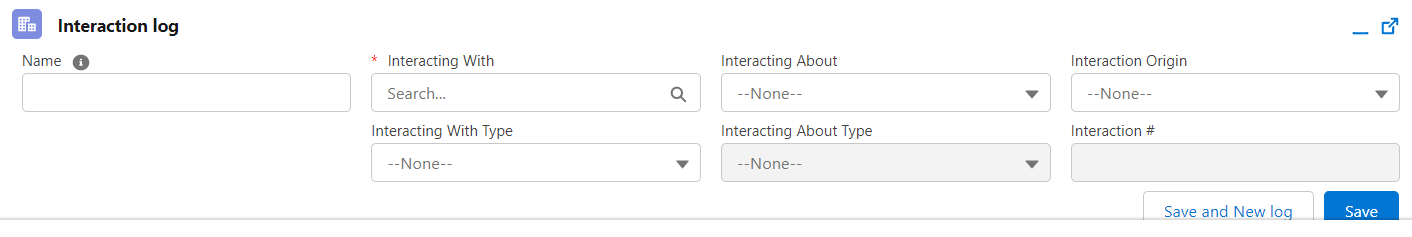 Interaction log
Name
* Interacting With
Interacting About
Interaction Origin
Search...
--None--
--None--
Interacting With Type
Interacting About Type
Interaction #
--None--
--None--
Save and New log
Save